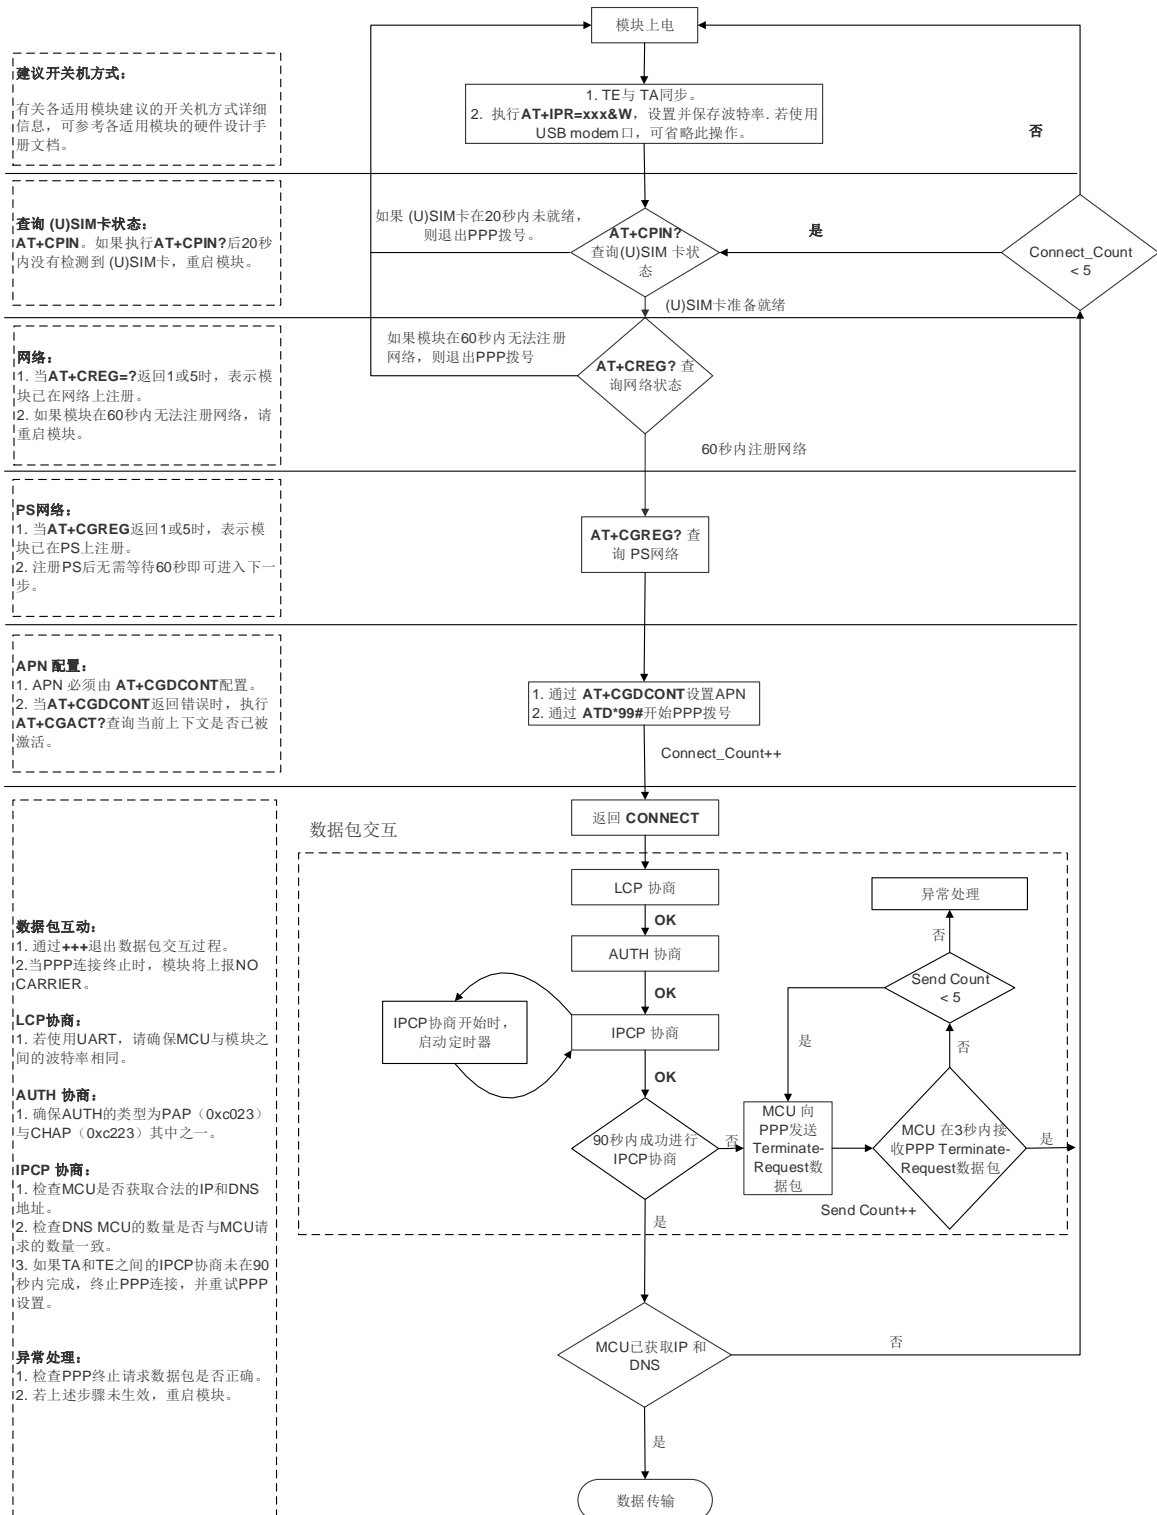 模块上电
建议开关机方式：
有关各适用模块建议的开关机方式详细
信息，可参考各适用模块的硬件设计手
册文档。
1. TE与 TA同步。
2. 执行AT+IPR=xxx&W，设置并保存波特率. 若使用
USB modem口，可省略此操作。
否
查询 (U)SIM卡状态：
AT+CPIN。如果执行AT+CPIN?后20秒
内没有检测到 (U)SIM卡，重启模块。
如果 (U)SIM卡在20秒内未就绪，
则退出PPP拨号。
AT+CPIN?
查询(U)SIM 卡状
态
是
Connect_Count
< 5
(U)SIM卡准备就绪
网络：
1. 当AT+CREG=?返回1或5时，表示模
块已在网络上注册。
2. 如果模块在60秒内无法注册网络，请
重启模块。
如果模块在60秒内无法注册
网络，则退出PPP拨号
AT+CREG? 查
询网络状态
60秒内注册网络
PS网络：
1. 当AT+CGREG返回1或5时，表示模
块已在PS上注册。
2. 注册PS后无需等待60秒即可进入下一
步。
AT+CGREG? 查
询 PS网络
APN 配置：
1. APN 必须由 AT+CGDCONT配置。
2. 当AT+CGDCONT返回错误时，执行
AT+CGACT?查询当前上下文是否已被
激活。
1. 通过 AT+CGDCONT设置APN
2. 通过 ATD*99#开始PPP拨号
Connect_Count++
返回 CONNECT
数据包交互
LCP 协商
OK
AUTH 协商
OK
IPCP协商开始时，
启动定时器
IPCP 协商
OK
90秒内成功进行
IPCP协商
否
是
MCU 向
PPP发送
Terminate-
Request数
据包
Send Count++
MCU 在3秒内接
收PPP Terminate-
Request数据包
是
否
Send Count
< 5
是
否
异常处理
数据包互动：
1. 通过+++退出数据包交互过程。
2.当PPP连接终止时，模块将上报NO
CARRIER。
LCP协商：
1. 若使用UART，请确保MCU与模块之
间的波特率相同。
AUTH 协商：
1. 确保AUTH的类型为PAP（0xc023）
与CHAP（0xc223）其中之一。
IPCP 协商：
1. 检查MCU是否获取合法的IP和DNS
地址。
2. 检查DNS MCU的数量是否与MCU请
求的数量一致。
3. 如果TA和TE之间的IPCP协商未在90
秒内完成，终止PPP连接，并重试PPP
设置。
异常处理：
1. 检查PPP终止请求数据包是否正确。
2. 若上述步骤未生效，重启模块。
MCU已获取IP 和
DNS
否
是
数据传输